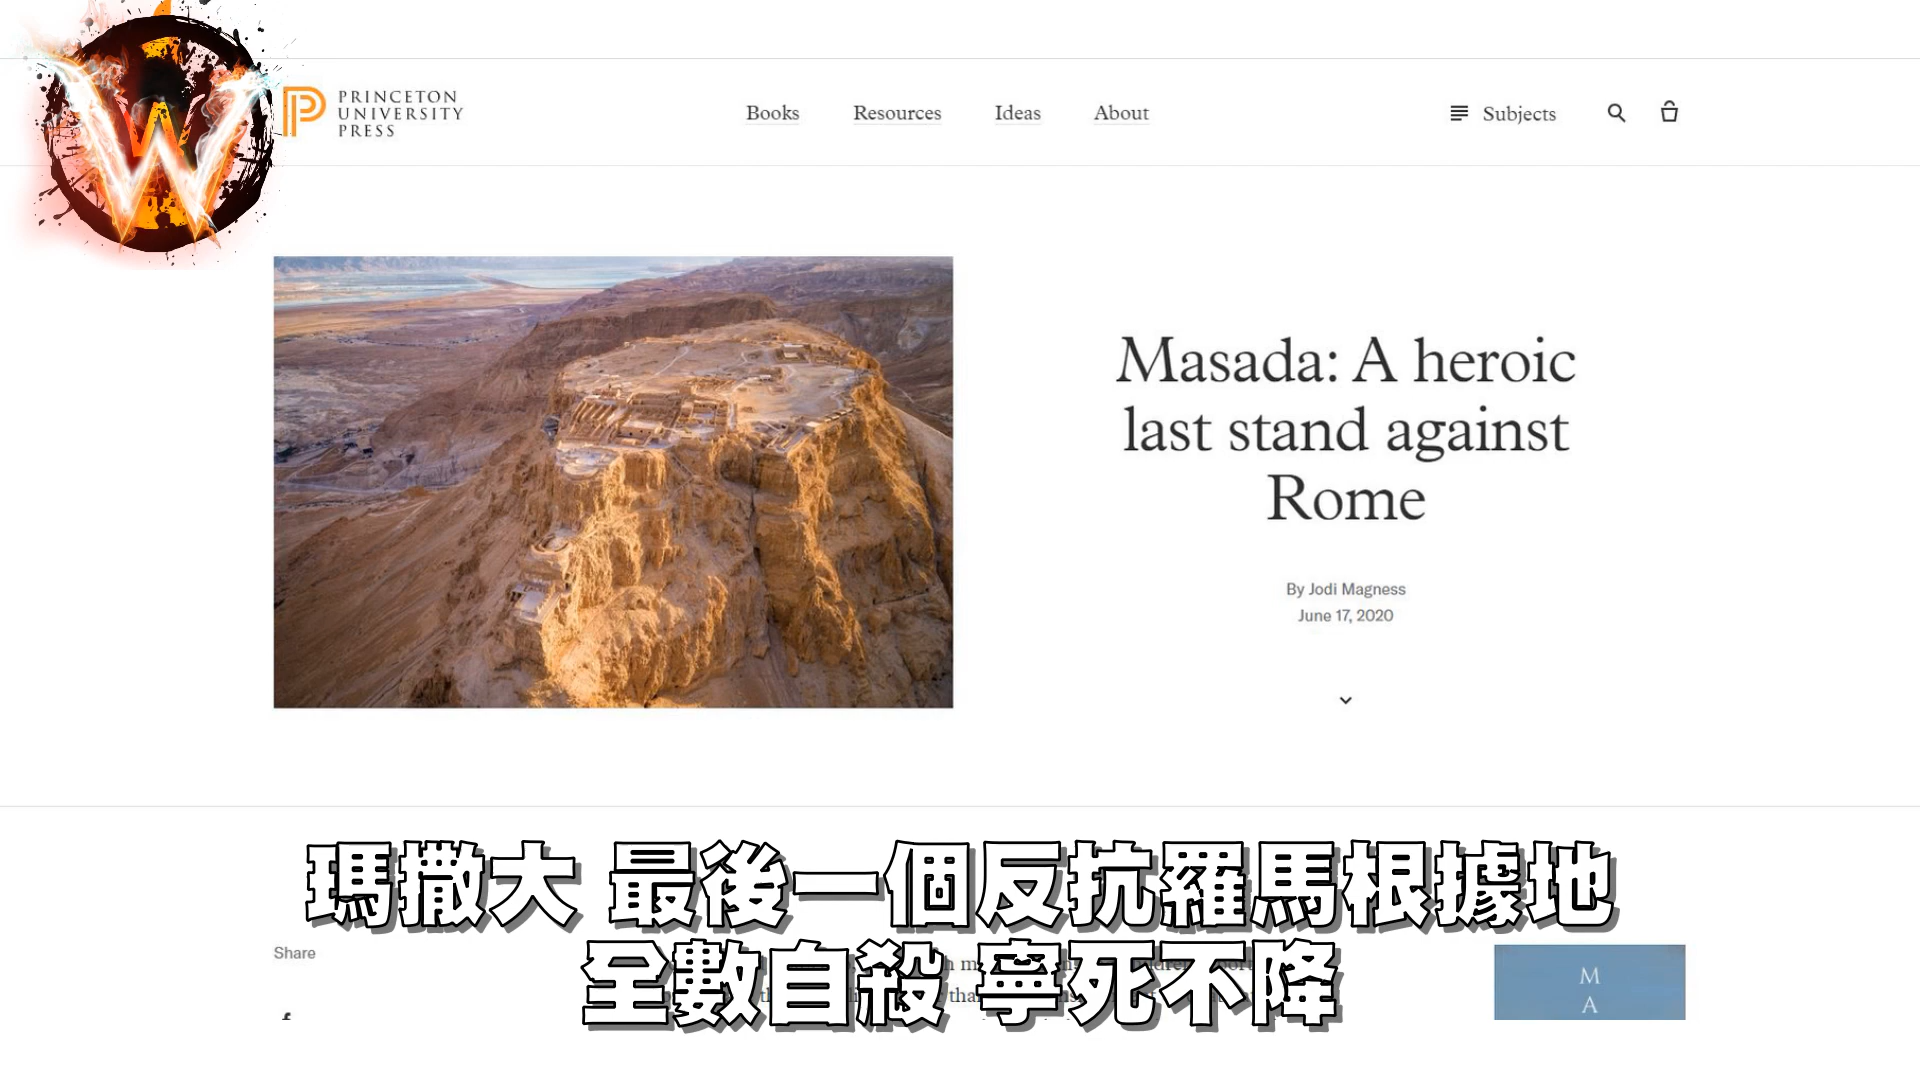 W
PRINCETON
UNIVERSITY
PRESS
Books
Resources
Ideas
About
Subjects
Masada: A heroic
last stand against
Rome
By Jodi Magness
June 17, 2020
瑪撒大 最後一個反抗羅馬根據地
全數自殺 寧死不降
Share
M
A